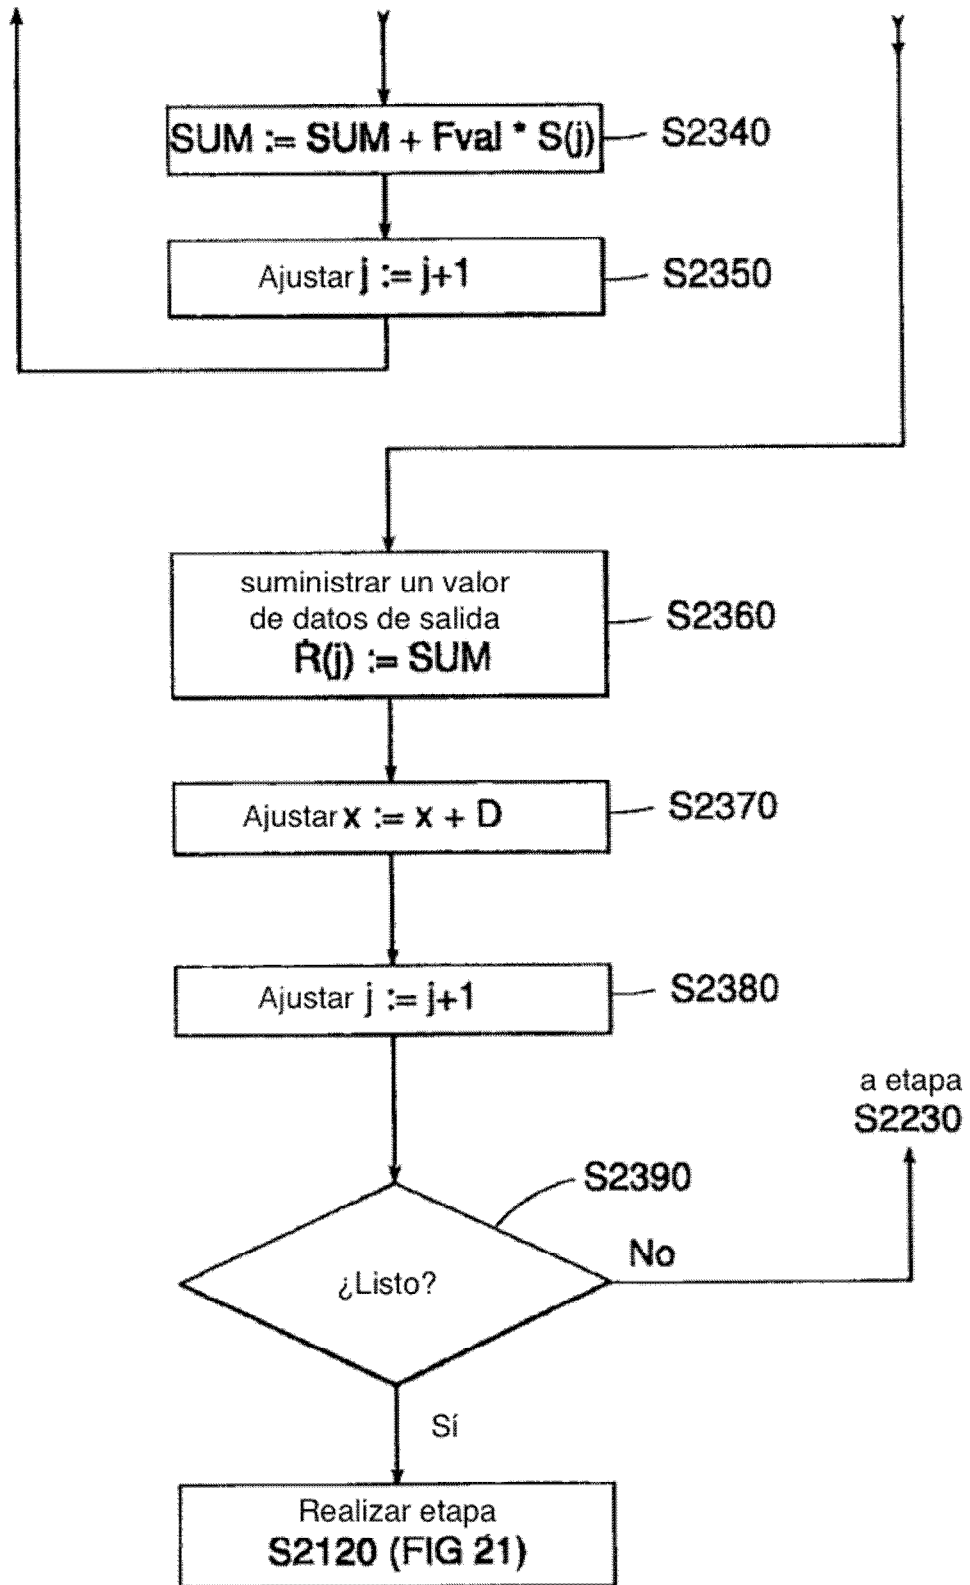 SUM := SUM + Fval * S(j)
S2340
Ajustar j := j+1
S2350
suministrar un valor
de datos de salida
R(j) := SUM
S2360
Ajustar x := x + D
S2370
Ajustar j := j+1
S2380
a etapa
S2230
S2390
¿Listo?
No
Sí
Realizar etapa
S2120 (FIG 21)